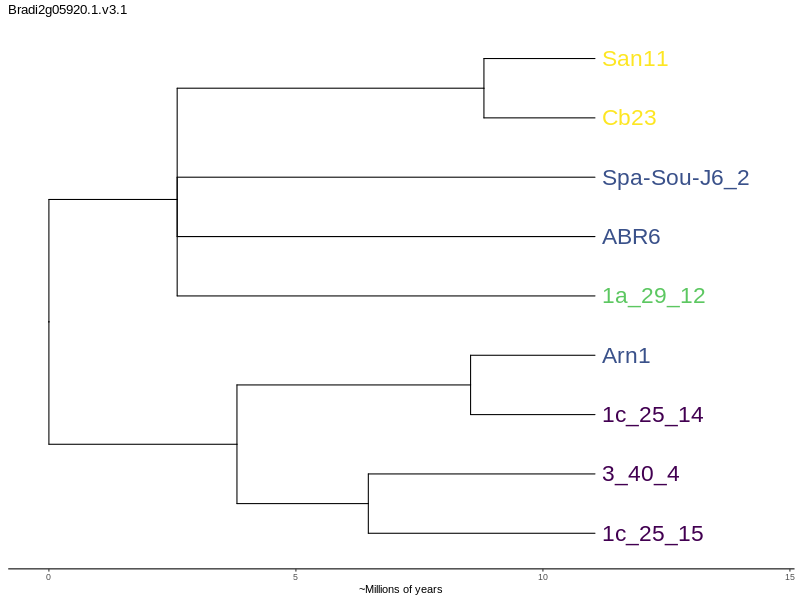 Bradi2g05920.1.v3.1
San11
Cb23
Spa-Sou-J6_2
ABR6
1a_29_12
Arn1
1c_25_14
3_40_4
1c_25_15
0 5 10 15
~Millions of years